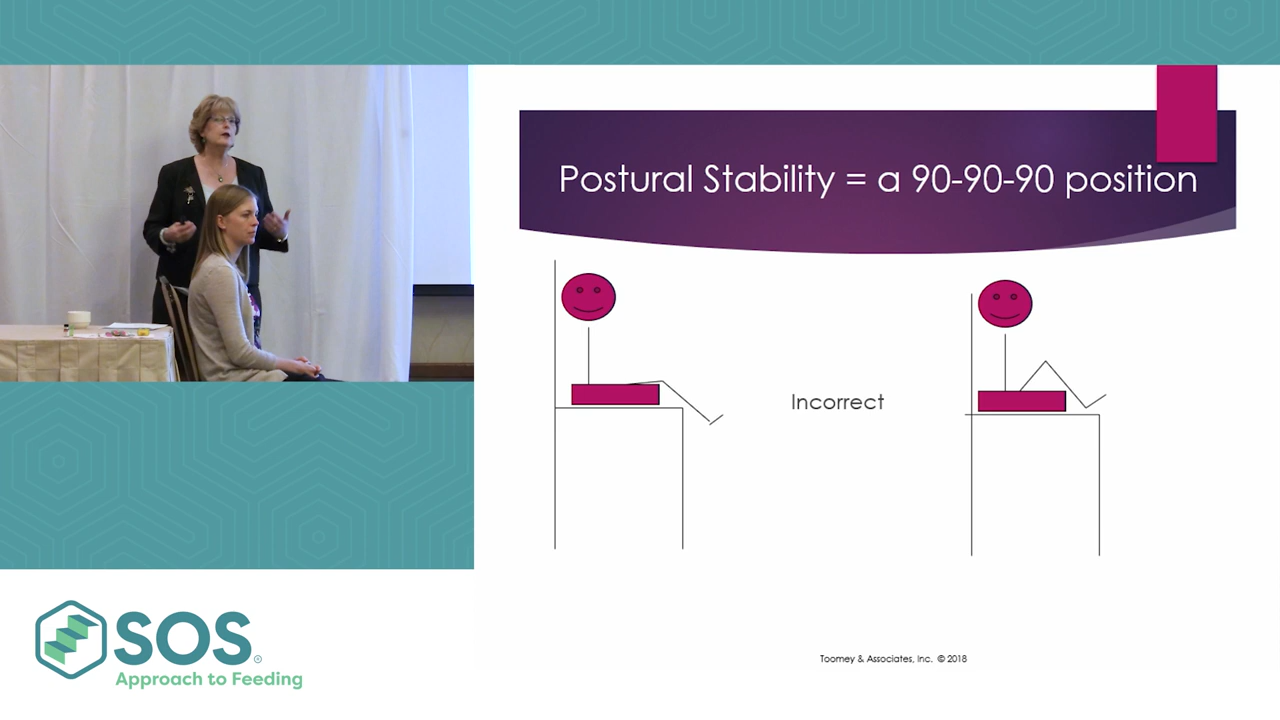 Postural Stability = a 90-90-90 position
Incorrect
Toomey & Associates, Inc. © 2018
SOS®
Approach to Feeding